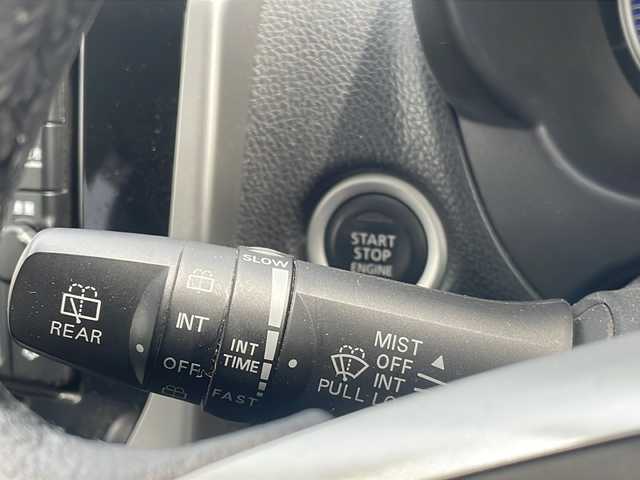 START
STOP
ENGINE
REAR
INT
OFF
SLOW
INT
TIME
FAST
MIST
OFF
INT
PULL